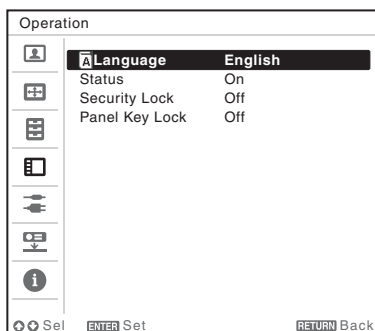 Operation
A Language English
Status On
Security Lock Off
Panel Key Lock Off
i
Sel ENTER Set RETURN Back